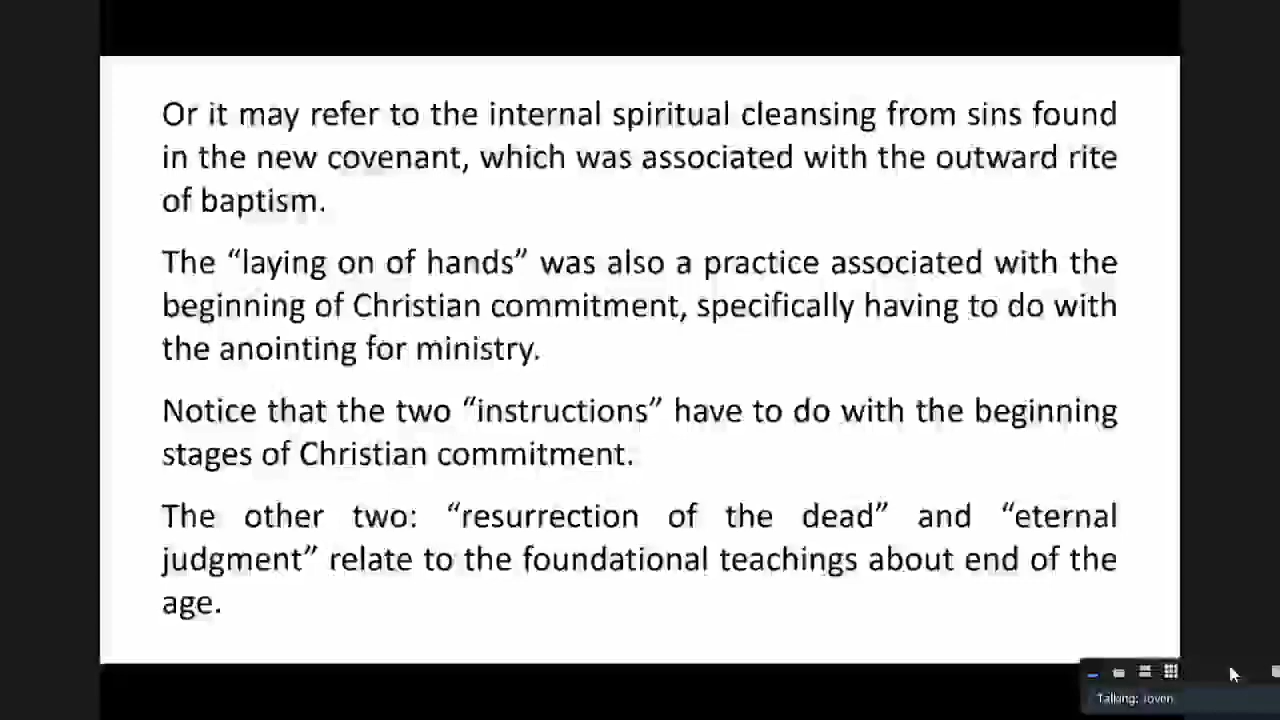 Or it may refer to the internal spiritual cleansing from sins found
in the new covenant, which was associated with the outward rite
of baptism.
The “laying on of hands” was also a practice associated with the
beginning of Christian commitment, specifically having to do with
the anointing for ministry.
Notice that the two “instructions” have to do with the beginning
stages of Christian commitment.
The other two: “resurrection of the dead” and “eternal
judgment” relate to the foundational teachings about end of the
age.
Talking: